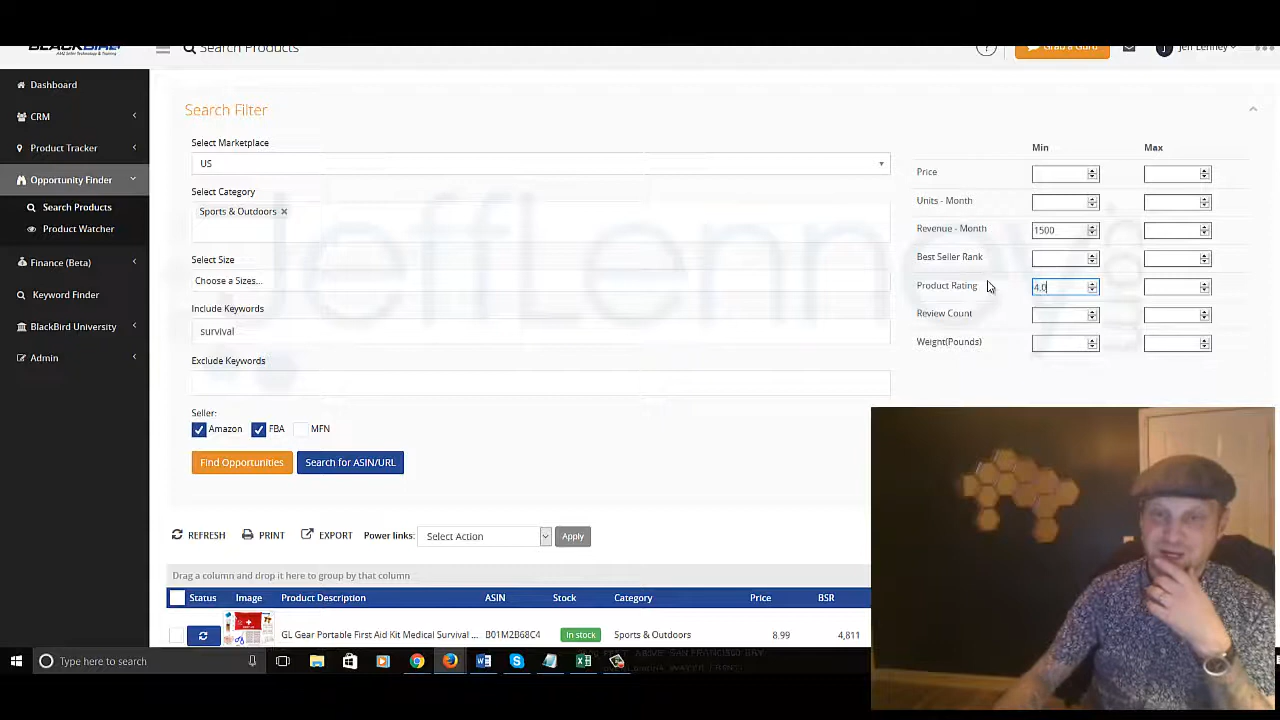 BLACKBIRD
AMZ Seller Technology & Training
Search Products
?
Grab a Guru
Jeff Lenney
Dashboard
CRM
Product Tracker
Opportunity Finder
Search Products
Product Watcher
Finance (Beta)
Keyword Finder
BlackBird University
Admin
Search Filter
Select Marketplace
US
Select Category
Sports & Outdoors ×
Select Size
Choose a Sizes...
Include Keywords
survival
Exclude Keywords
Seller:
Amazon FBA MFN
Find Opportunities Search for ASIN/URL
Min Max
Price
Units - Month
Revenue - Month 1500
Best Seller Rank
Product Rating 4.0
Review Count
Weight(Pounds)
JeffLenney
REFRESH PRINT EXPORT Power links: Select Action Apply
Drag a column and drop it here to group by that column
Status Image Product Description ASIN Stock Category Price BSR
GL Gear Portable First Aid Kit Medical Survival ... B01M2B68C4 In stock Sports & Outdoors 8.99 4,811
Type here to search